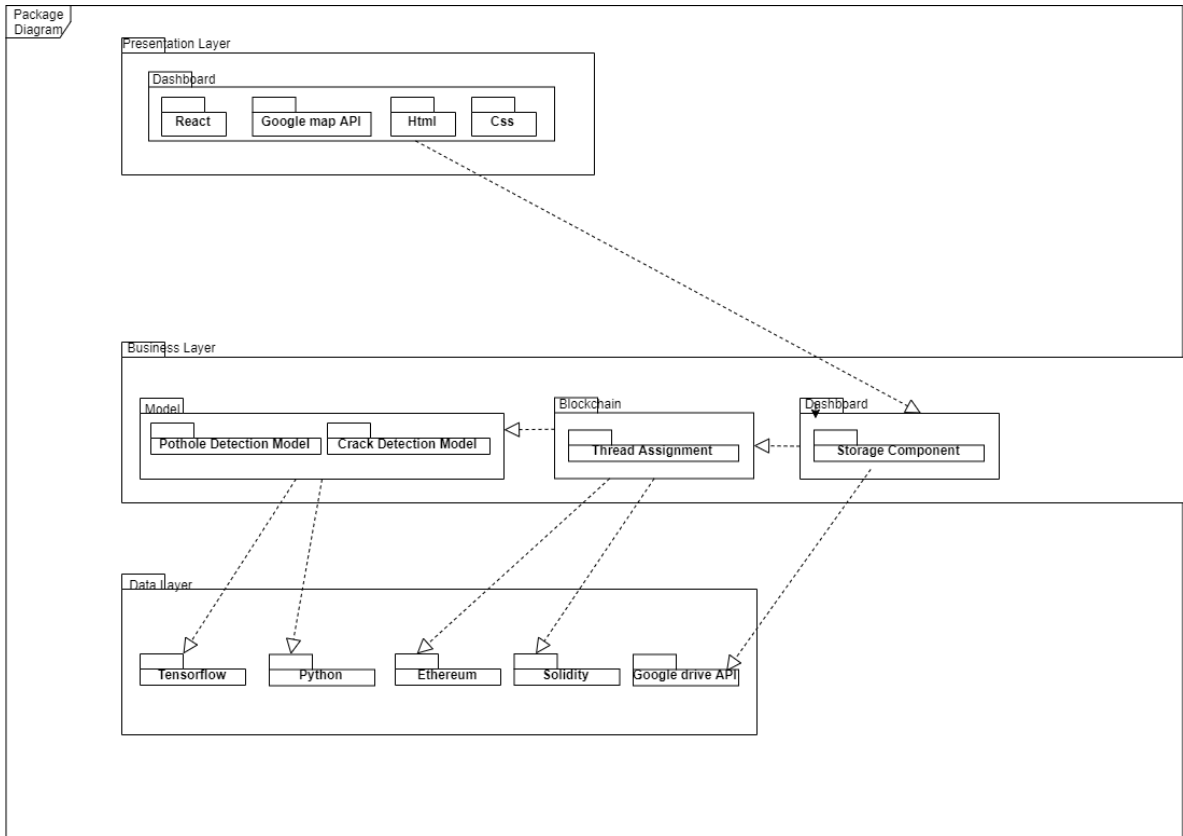 Package
Diagram
Presentation Layer
Dashboard
React
Google map API
Html
Css
Business Layer
Model
Pothole Detection Model
Crack Detection Model
Blockchain
Thread Assignment
Dashboard
Storage Component
Data Layer
Tensorflow
Python
Ethereum
Solidity
Google drive API